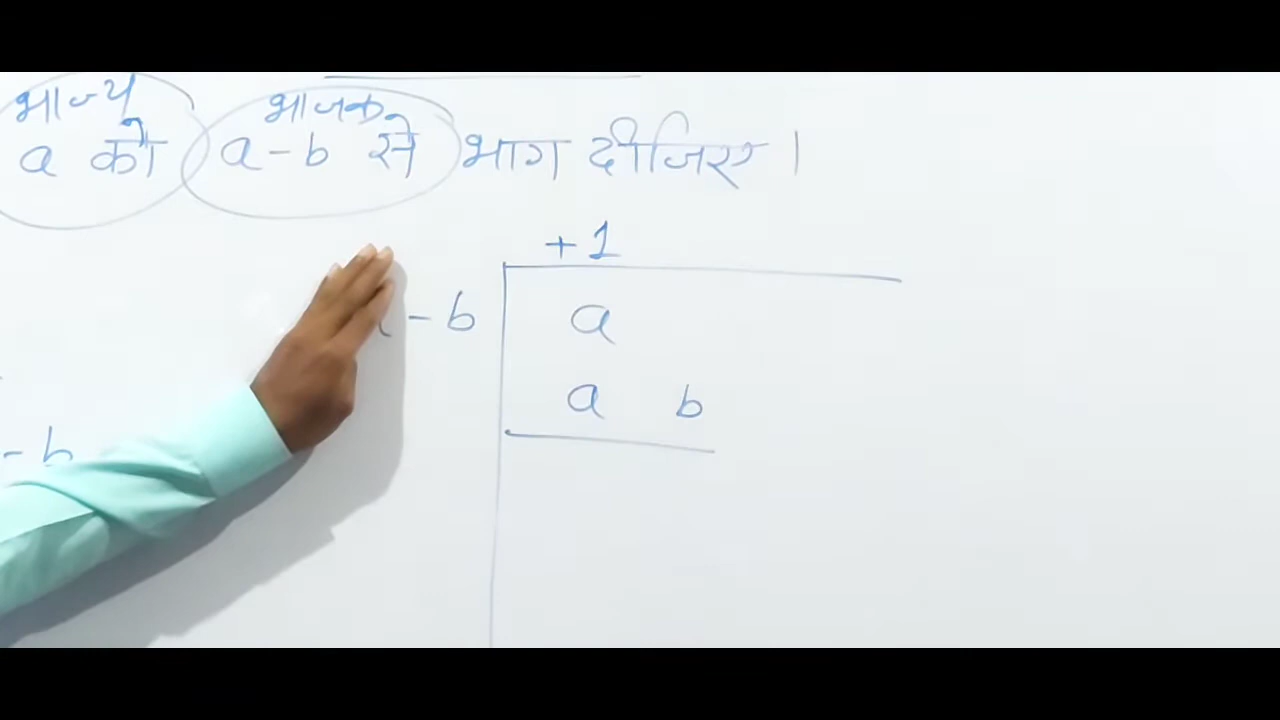 भाज्य भाजक
a को a-b से भाग दीजिए।
+1
-b a
a b
-b